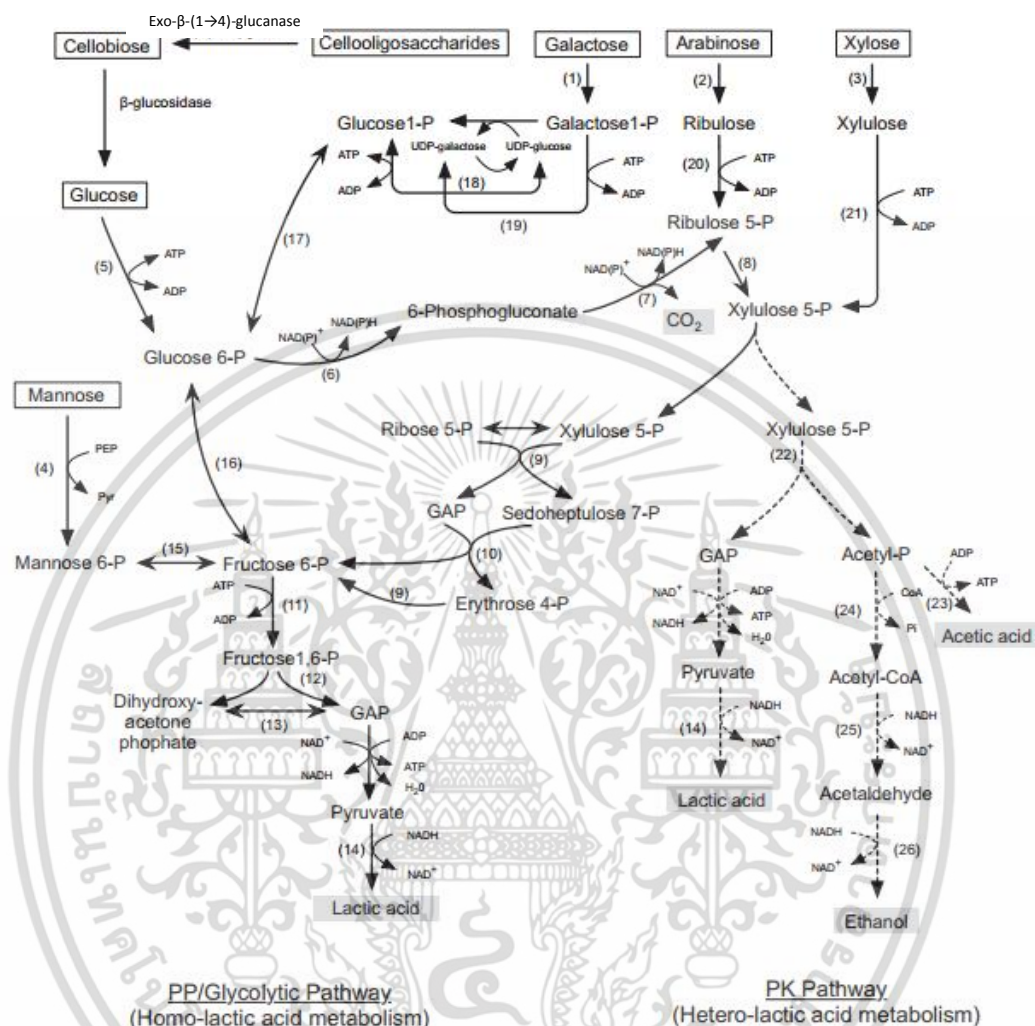 Exo-β-(1→4)-glucanase
Cellobiose
Cellooligosaccharides
Galactose
Arabinose
Xylose
(1)
(2)
(3)
β-glucosidase
Glucose1-P
Galactose1-P
Ribulose
Xylulose
UDP-galactose
UDP-glucose
ATP
ADP
(18)
ATP
ADP
(20)
ATP
ADP
(21)
ATP
ADP
Glucose
(19)
Ribulose 5-P
(17)
(5)
ATP
ADP
NAD(P)+
NAD(P)H
(8)
(7)
CO2
6-Phosphogluconate
Xylulose 5-P
NAD(P)+
NAD(P)H
Glucose 6-P
(6)
Mannose
Ribose 5-P
Xylulose 5-P
Xylulose 5-P
(22)
(4)
PEP
Pyr
(16)
(9)
GAP
Sedoheptulose 7-P
GAP
Acetyl-P
ADP
ATP
(23)
Acetic acid
Mannose 6-P
(15)
Fructose 6-P
(10)
(9)
Erythrose 4-P
ATP
ADP
(11)
NAD+
NADH
ADP
ATP
H20
(24)
CoA
Pi
Fructose1,6-P
(12)
Pyruvate
Acetyl-CoA
Dihydroxy-
acetone
phophate
(13)
GAP
(14)
NADH
NAD+
(25)
NADH
NAD+
NAD+
NADH
ADP
ATP
H20
Lactic acid
Acetaldehyde
Pyruvate
NADH
NAD+
(26)
(14)
NADH
NAD+
Lactic acid
Ethanol
PP/Glycolytic Pathway
(Homo-lactic acid metabolism)
PK Pathway
(Hetero-lactic acid metabolism)